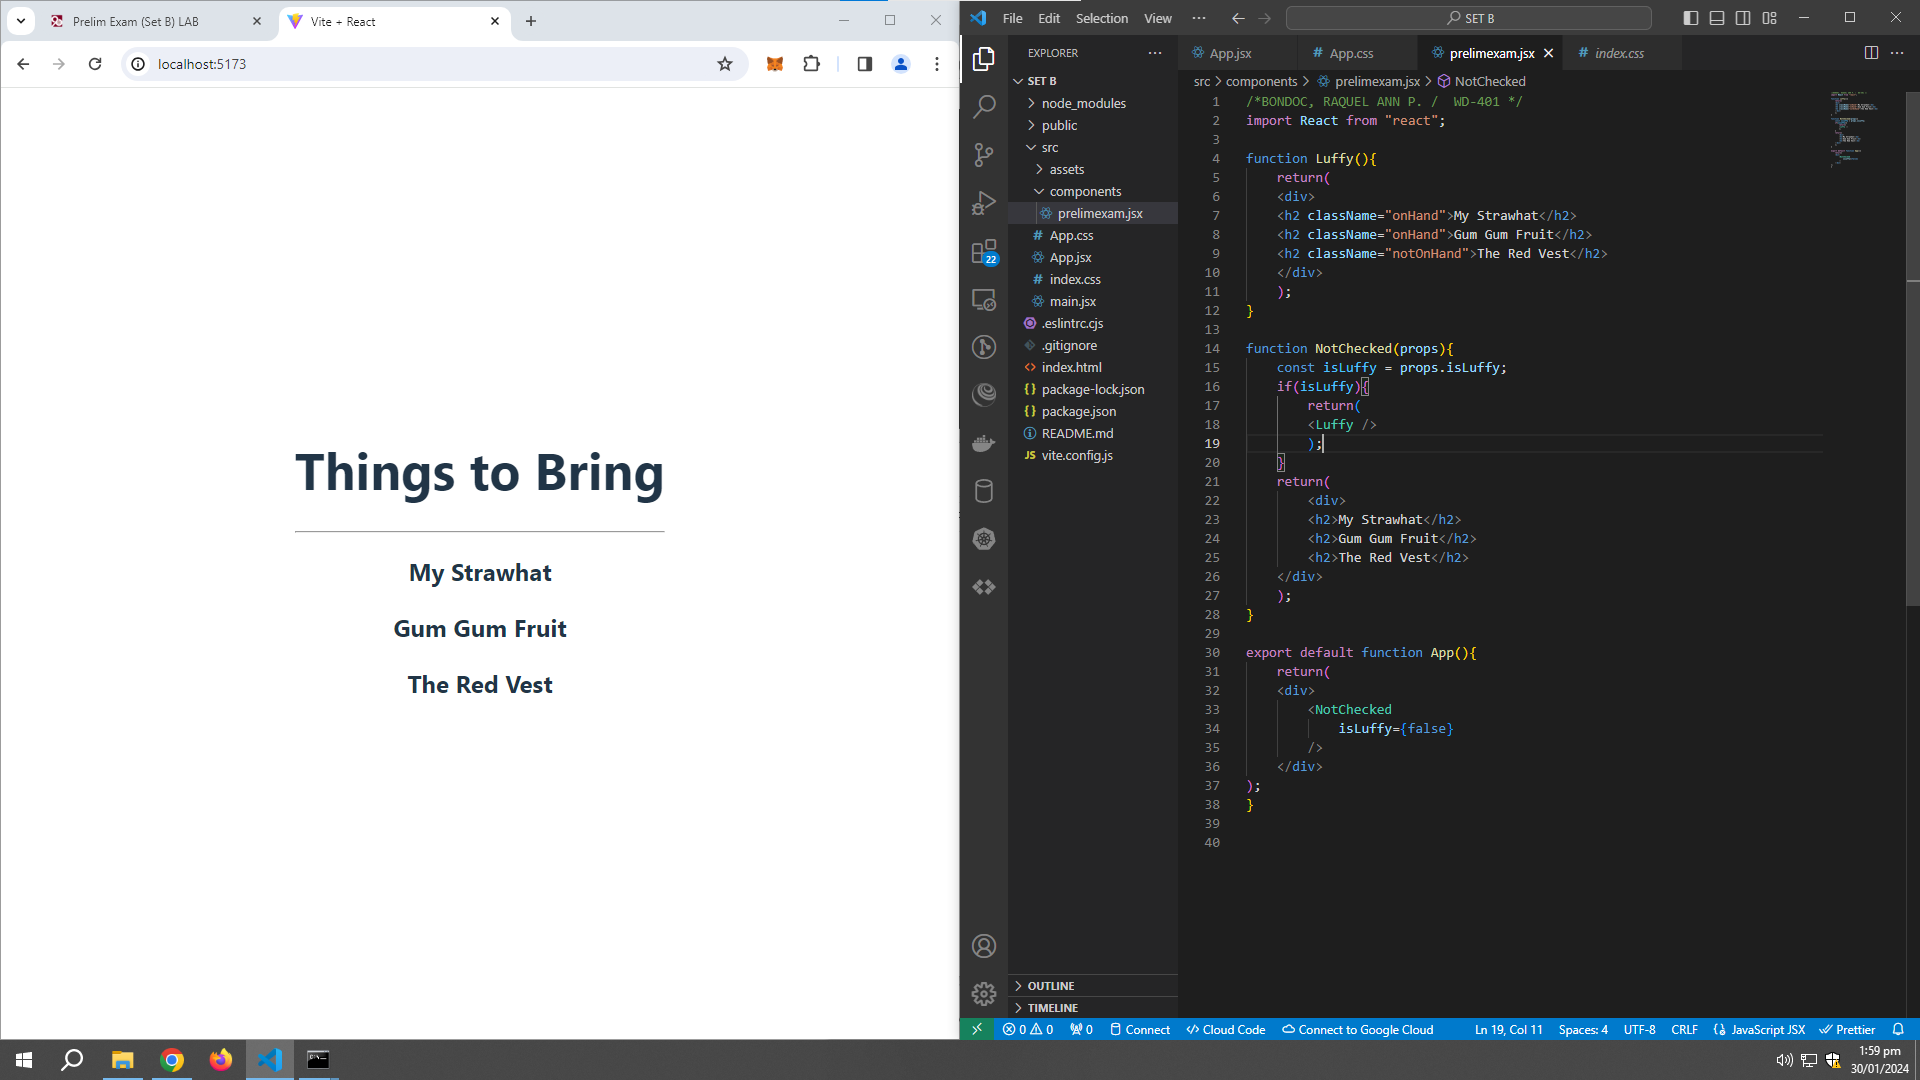 Prelim Exam (Set B) LAB
Vite + React
localhost:5173
Things to Bring
My Strawhat
Gum Gum Fruit
The Red Vest
File Edit Selection View
SET B
EXPLORER
SET B
node_modules
public
src
assets
components
prelimexam.jsx
App.css
App.jsx
index.css
main.jsx
.eslintrc.cjs
.gitignore
index.html
package-lock.json
package.json
README.md
JS vite.config.js
22
OUTLINE
TIMELINE
App.jsx
# App.css
prelimexam.jsx
# index.css
src > components > prelimexam.jsx > NotChecked
1 /*BONDOC, RAQUEL ANN P. /  WD-401 */
2 import React from "react";
3
4 function Luffy(){
5     return(
6     <div>
7     <h2 className="onHand">My Strawhat</h2>
8     <h2 className="onHand">Gum Gum Fruit</h2>
9     <h2 className="notOnHand">The Red Vest</h2>
10     </div>
11     );
12 }
13
14 function NotChecked(props){
15     const isLuffy = props.isLuffy;
16     if(isLuffy){
17         return(
18         <Luffy />
19         );
20     }
21     return(
22         <div>
23         <h2>My Strawhat</h2>
24         <h2>Gum Gum Fruit</h2>
25         <h2>The Red Vest</h2>
26     </div>
27     );
28 }
29
30 export default function App(){
31     return(
32     <div>
33         <NotChecked
34             isLuffy={false}
35         />
36     </div>
37 );
38 }
39
40
0 0 0 Connect Cloud Code Connect to Google Cloud Ln 19, Col 11 Spaces: 4 UTF-8 CRLF JavaScript JSX Prettier
1:59 pm
30/01/2024